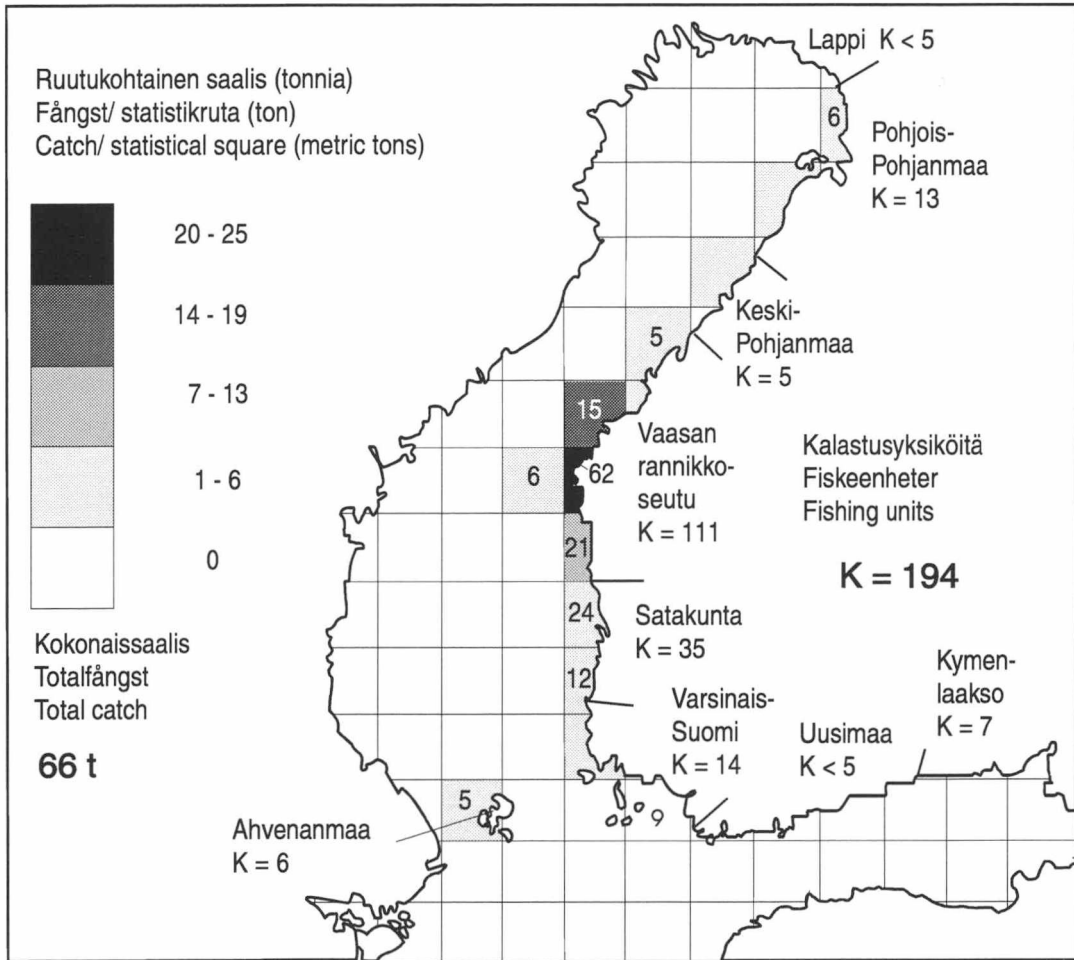 Ruutukohtainen saalis (tonnia)
Fångst/ statistikruta (ton)
Catch/ statistical square (metric tons)
20 - 25
14 - 19
7 - 13
1 - 6
0
Kokonaissaalis
Totalfångst
Total catch
66 t
Lappi K < 5
6
Pohjois-
Pohjanmaa
K = 13
Keski-
Pohjanmaa
K = 5
5
15
6
62
Vaasan
rannikko-
seutu
K = 111
Kalastusyksiköitä
Fiskeenheter
Fishing units
K = 194
21
24
Satakunta
K = 35
12
Varsinais-
Suomi
K = 14
Uusimaa
K < 5
Kymen-
laakso
K = 7
5
9
Ahvenanmaa
K = 6